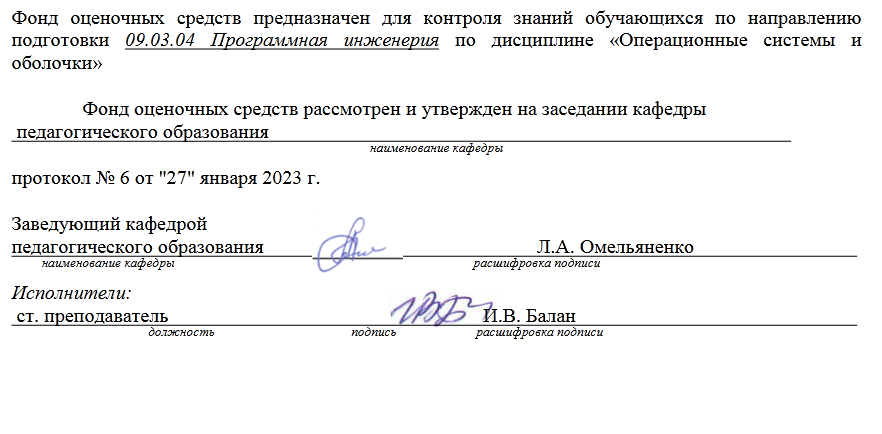 Фонд оценочных средств предназначен для контроля знаний обучающихся по направлению
подготовки 09.03.04 Программная инженерия по дисциплине «Операционные системы и
оболочки»
Фонд оценочных средств рассмотрен и утвержден на заседании кафедры
педагогического образования
наименование кафедры
протокол № 6 от "27" января 2023 г.
Заведующий кафедрой
педагогического образования Л.А. Омельяненко
наименование кафедры расшифровка подписи
Исполнители:
ст. преподаватель И.В. Балан
должность подпись расшифровка подписи